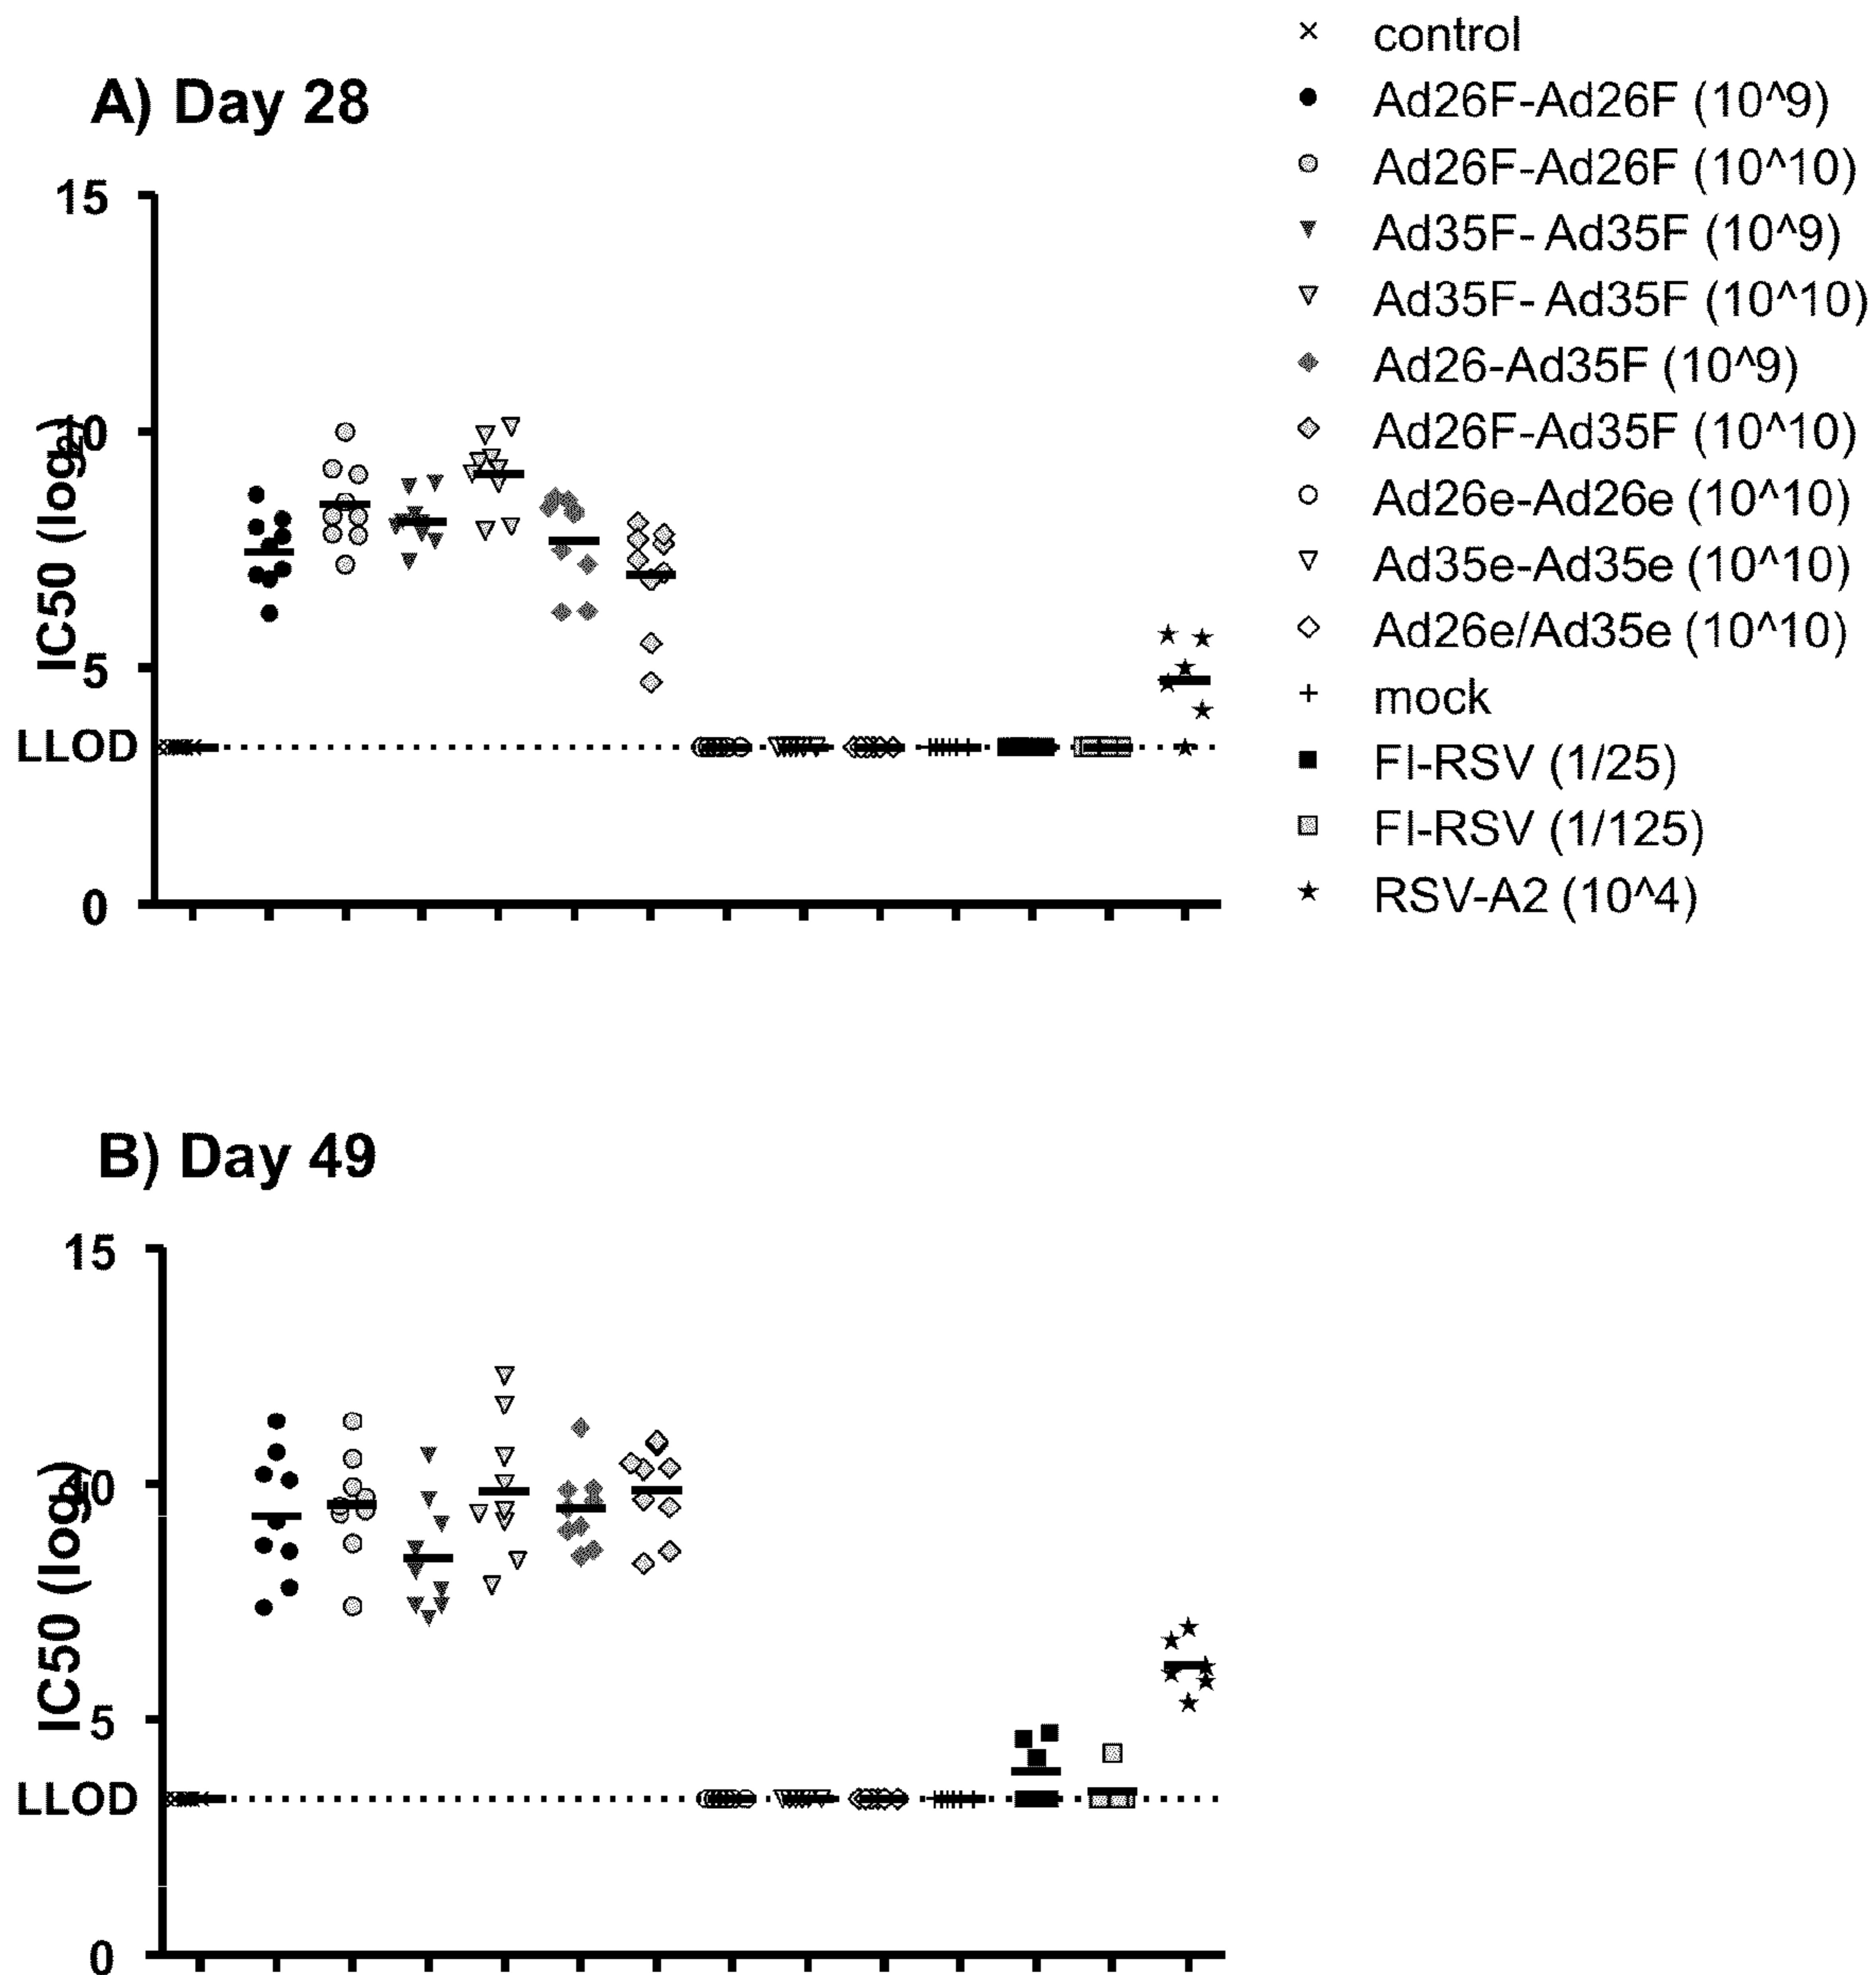 A) Day 28
15
10
5
LLOD
0
IC50 (log2)
control
Ad26F-Ad26F (10^9)
Ad26F-Ad26F (10^10)
Ad35F- Ad35F (10^9)
Ad35F- Ad35F (10^10)
Ad26-Ad35F (10^9)
Ad26F-Ad35F (10^10)
Ad26e-Ad26e (10^10)
Ad35e-Ad35e (10^10)
Ad26e/Ad35e (10^10)
mock
FI-RSV (1/25)
FI-RSV (1/125)
RSV-A2 (10^4)
B) Day 49
15
10
5
LLOD
0
IC50 (log2)